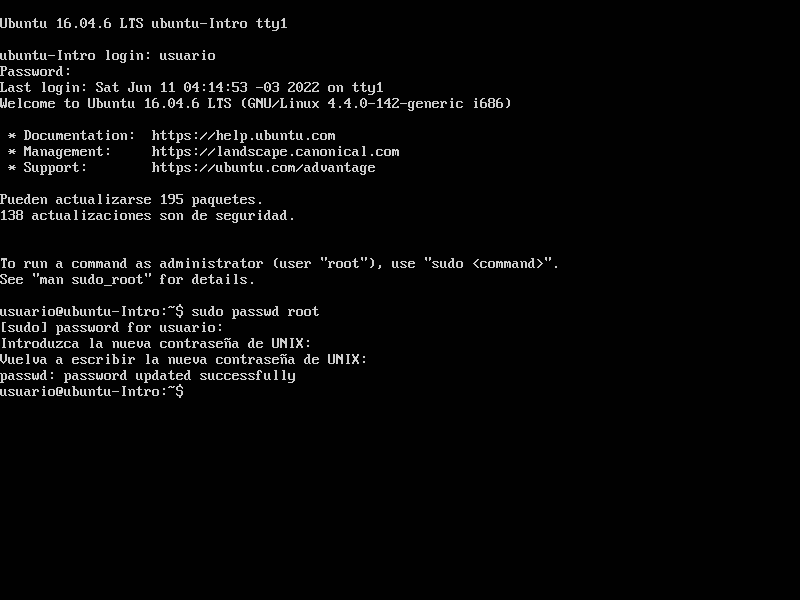 Ubuntu 16.04.6 LTS ubuntu-Intro tty1
ubuntu-Intro login: usuario
Password:
Last login: Sat Jun 11 04:14:53 -03 2022 on tty1
Welcome to Ubuntu 16.04.6 LTS (GNU/Linux 4.4.0-142-generic i686)
* Documentation:  https://help.ubuntu.com
* Management:     https://landscape.canonical.com
* Support:        https://ubuntu.com/advantage
Pueden actualizarse 195 paquetes.
138 actualizaciones son de seguridad.
To run a command as administrator (user "root"), use "sudo <command>".
See "man sudo_root" for details.
usuario@ubuntu-Intro:~$ sudo passwd root
[sudo] password for usuario:
Introduzca la nueva contraseña de UNIX:
Vuelva a escribir la nueva contraseña de UNIX:
passwd: password updated successfully
usuario@ubuntu-Intro:~$